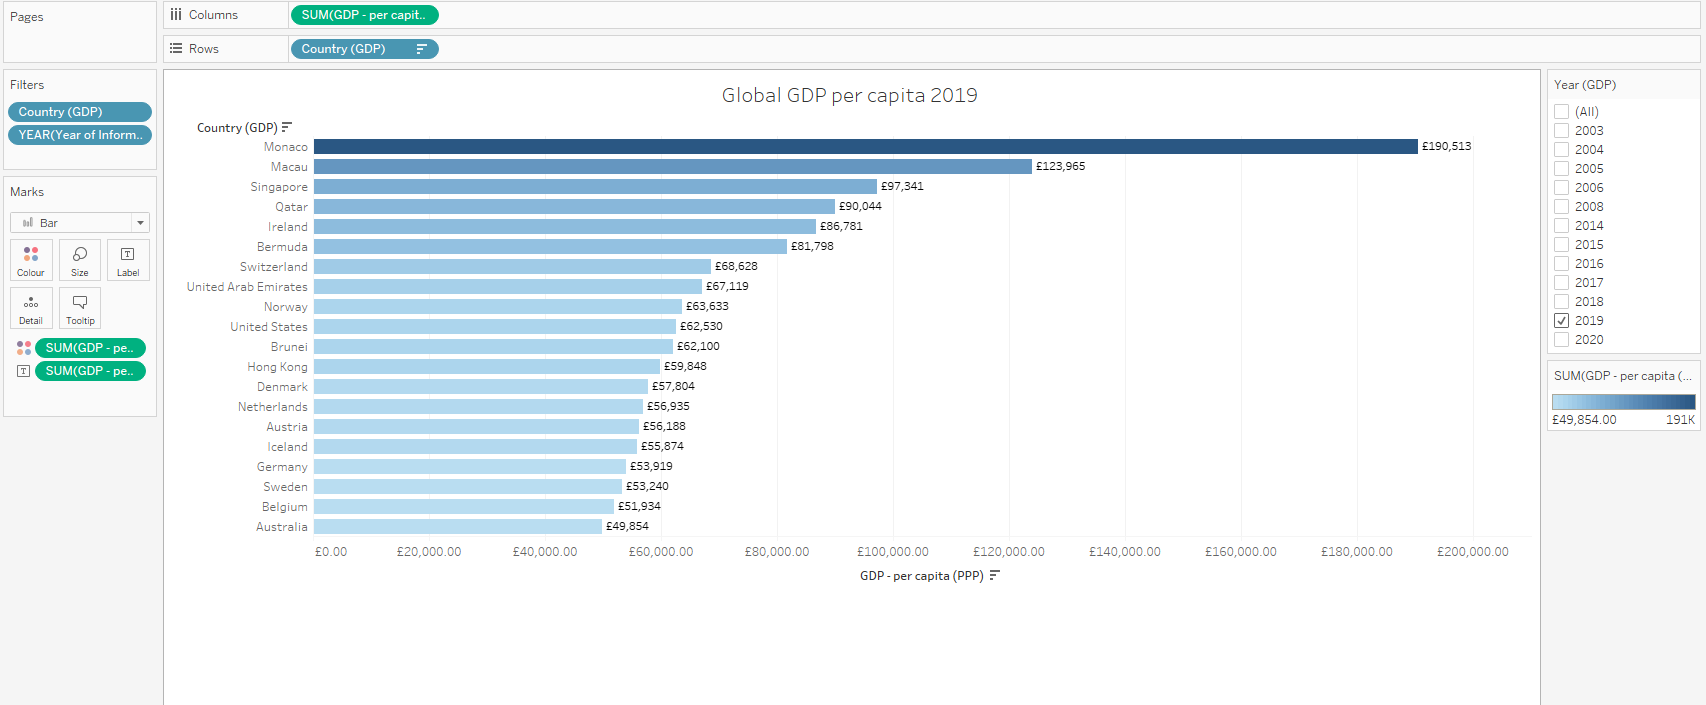 Pages
Columns
SUM(GDP - per capit..
Rows
Country (GDP)
Filters
Country (GDP)
YEAR(Year of Inform..
Marks
Bar
Colour
Size
Label
Detail
Tooltip
SUM(GDP - pe..
SUM(GDP - pe..
Global GDP per capita 2019
Country (GDP)
Monaco £190,513
Macau £123,965
Singapore £97,341
Qatar £90,044
Ireland £86,781
Bermuda £81,798
Switzerland £68,628
United Arab Emirates £67,119
Norway £63,633
United States £62,530
Brunei £62,100
Hong Kong £59,848
Denmark £57,804
Netherlands £56,935
Austria £56,188
Iceland £55,874
Germany £53,919
Sweden £53,240
Belgium £51,934
Australia £49,854
£0.00 £20,000.00 £40,000.00 £60,000.00 £80,000.00 £100,000.00 £120,000.00 £140,000.00 £160,000.00 £180,000.00 £200,000.00
GDP - per capita (PPP)
Year (GDP)
(All)
2003
2004
2005
2006
2008
2014
2015
2016
2017
2018
2019
2020
SUM(GDP - per capita (...
£49,854.00 191K